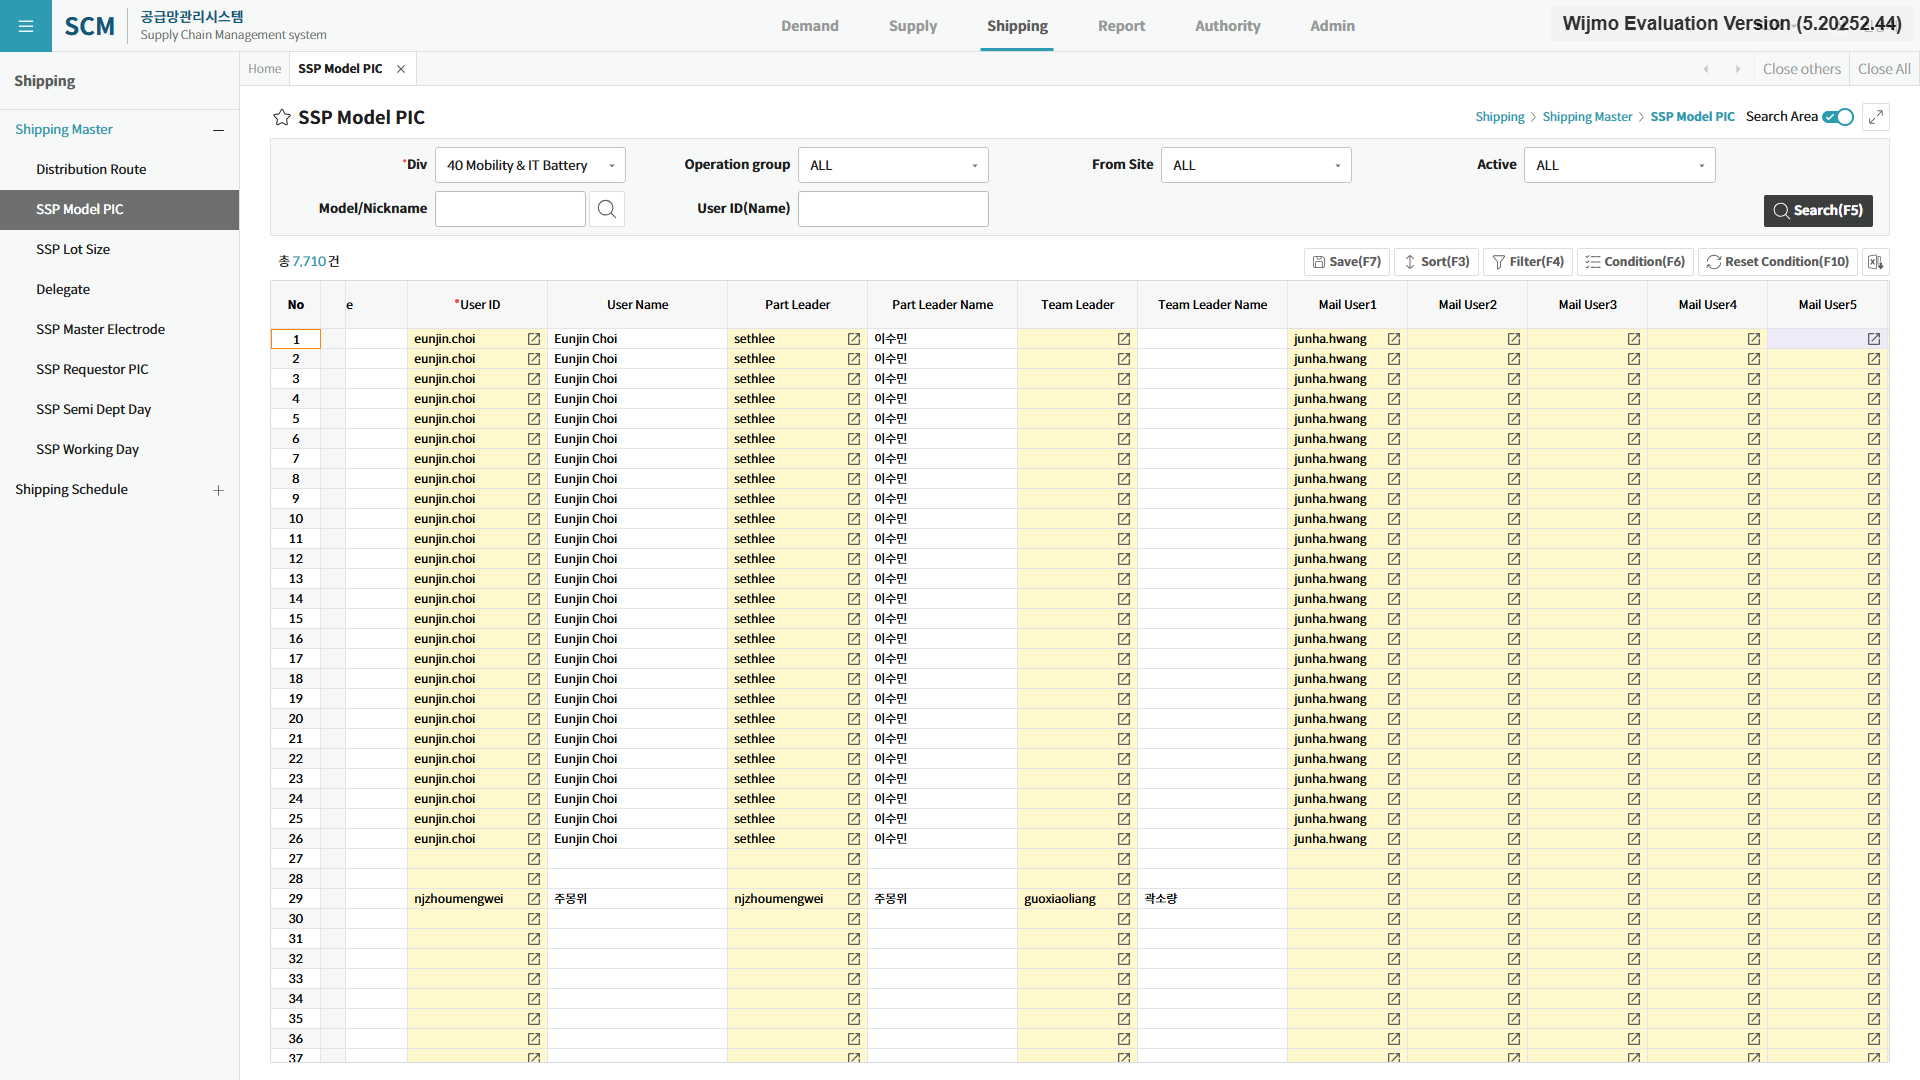 SCM 공급망관리시스템 Supply Chain Management system
Demand Supply Shipping Report Authority Admin
Wijmo Evaluation Version (5.20252.44)
Shipping
Home SSP Model PIC Close others Close All
Shipping Master
Distribution Route
SSP Model PIC
SSP Lot Size
Delegate
SSP Master Electrode
SSP Requestor PIC
SSP Semi Dept Day
SSP Working Day
Shipping Schedule
SSP Model PIC
Shipping > Shipping Master > SSP Model PIC Search Area
*Div 40 Mobility & IT Battery Operation group ALL From Site ALL Active ALL
Model/Nickname User ID(Name) Search(F5)
총 7,710 건
Save(F7) Sort(F3) Filter(F4) Condition(F6) Reset Condition(F10)
No e *User ID User Name Part Leader Part Leader Name Team Leader Team Leader Name Mail User1 Mail User2 Mail User3 Mail User4 Mail User5
1 eunjin.choi Eunjin Choi sethlee 이수민 junha.hwang
2 eunjin.choi Eunjin Choi sethlee 이수민 junha.hwang
3 eunjin.choi Eunjin Choi sethlee 이수민 junha.hwang
4 eunjin.choi Eunjin Choi sethlee 이수민 junha.hwang
5 eunjin.choi Eunjin Choi sethlee 이수민 junha.hwang
6 eunjin.choi Eunjin Choi sethlee 이수민 junha.hwang
7 eunjin.choi Eunjin Choi sethlee 이수민 junha.hwang
8 eunjin.choi Eunjin Choi sethlee 이수민 junha.hwang
9 eunjin.choi Eunjin Choi sethlee 이수민 junha.hwang
10 eunjin.choi Eunjin Choi sethlee 이수민 junha.hwang
11 eunjin.choi Eunjin Choi sethlee 이수민 junha.hwang
12 eunjin.choi Eunjin Choi sethlee 이수민 junha.hwang
13 eunjin.choi Eunjin Choi sethlee 이수민 junha.hwang
14 eunjin.choi Eunjin Choi sethlee 이수민 junha.hwang
15 eunjin.choi Eunjin Choi sethlee 이수민 junha.hwang
16 eunjin.choi Eunjin Choi sethlee 이수민 junha.hwang
17 eunjin.choi Eunjin Choi sethlee 이수민 junha.hwang
18 eunjin.choi Eunjin Choi sethlee 이수민 junha.hwang
19 eunjin.choi Eunjin Choi sethlee 이수민 junha.hwang
20 eunjin.choi Eunjin Choi sethlee 이수민 junha.hwang
21 eunjin.choi Eunjin Choi sethlee 이수민 junha.hwang
22 eunjin.choi Eunjin Choi sethlee 이수민 junha.hwang
23 eunjin.choi Eunjin Choi sethlee 이수민 junha.hwang
24 eunjin.choi Eunjin Choi sethlee 이수민 junha.hwang
25 eunjin.choi Eunjin Choi sethlee 이수민 junha.hwang
26 eunjin.choi Eunjin Choi sethlee 이수민 junha.hwang
27
28
29 njzhoumengwei 주몽위 njzhoumengwei 주몽위 guoxiaoliang 곽소량
30
31
32
33
34
35
36
37